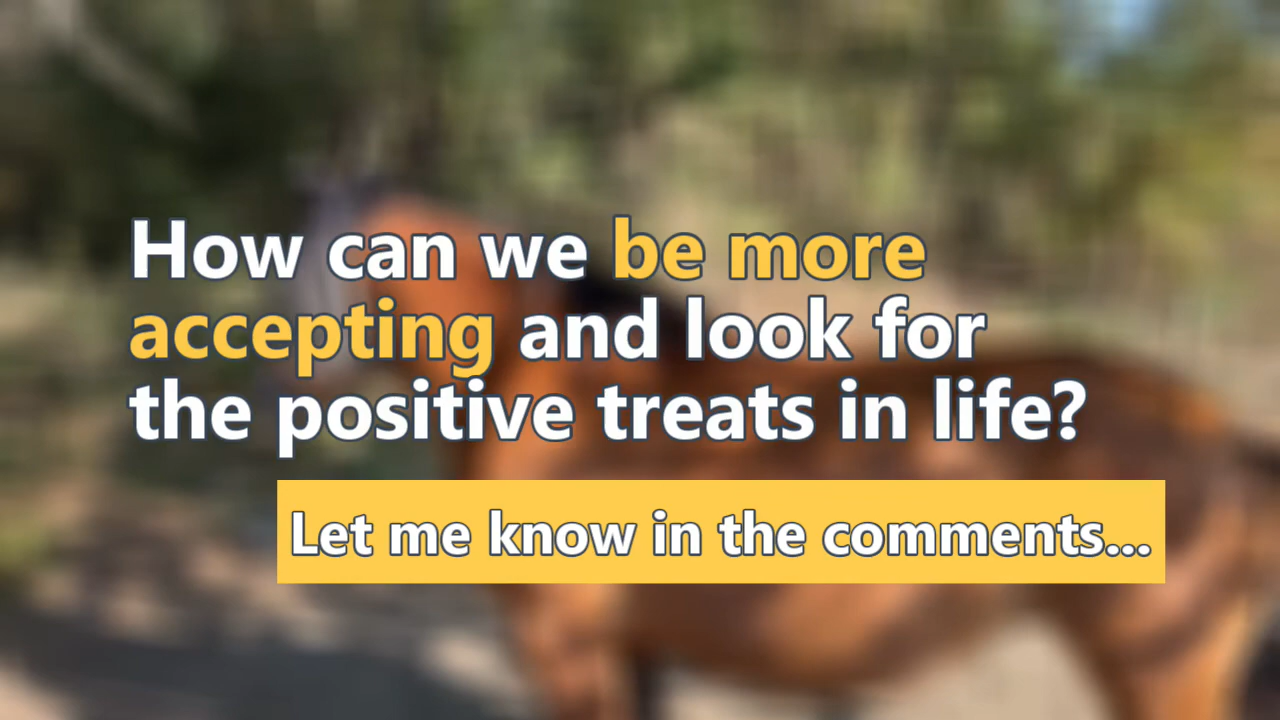 How can we be more
accepting and look for
the positive treats in life?
Let me know in the comments...